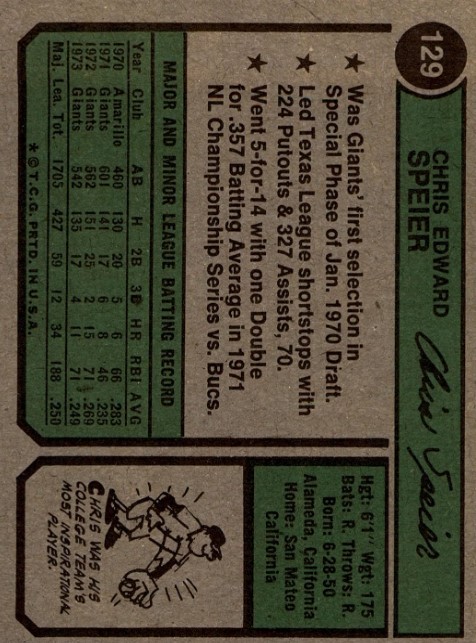 129
CHRIS EDWARD
SPEIER
Chris Speier
★ Was Giants' first selection in
Special Phase of Jan. 1970 Draft.
★ Led Texas League shortstops with
224 Putouts & 327 Assists, 70.
★ Went 5-for-14 with one Double
for .357 Batting Average in 1971
NL Championship Series vs. Bucs.
MAJOR AND MINOR LEAGUE BATTING RECORD
Year Club AB H 2B 3B HR RBI AVG
1970 Amarillo 460 130 20 5 6 66 .283
1971 Giants 601 141 17 6 8 46 .235
1972 Giants 562 151 25 2 15 71 .269
1973 Giants 542 135 17 4 11 71 .249
Maj. Lea. Tot. 1705 427 59 12 34 188 .250
★ © T.C.G. PRTD. IN U.S.A.
Hgt: 6'1" Wgt: 175
Bats: R. Throws: R.
Born: 6-28-50
Alameda, California
Home: San Mateo
California
CHRIS WAS HIS
COLLEGE TEAM'S
MOST INSPIRATIONAL
PLAYER.